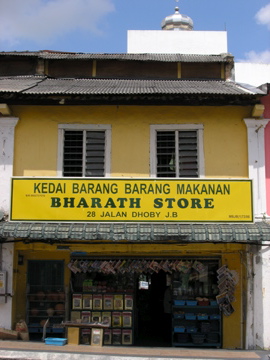 KEDAI BARANG BARANG MAKANAN
BHARATH STORE
28 JALAN DHOBY J.B